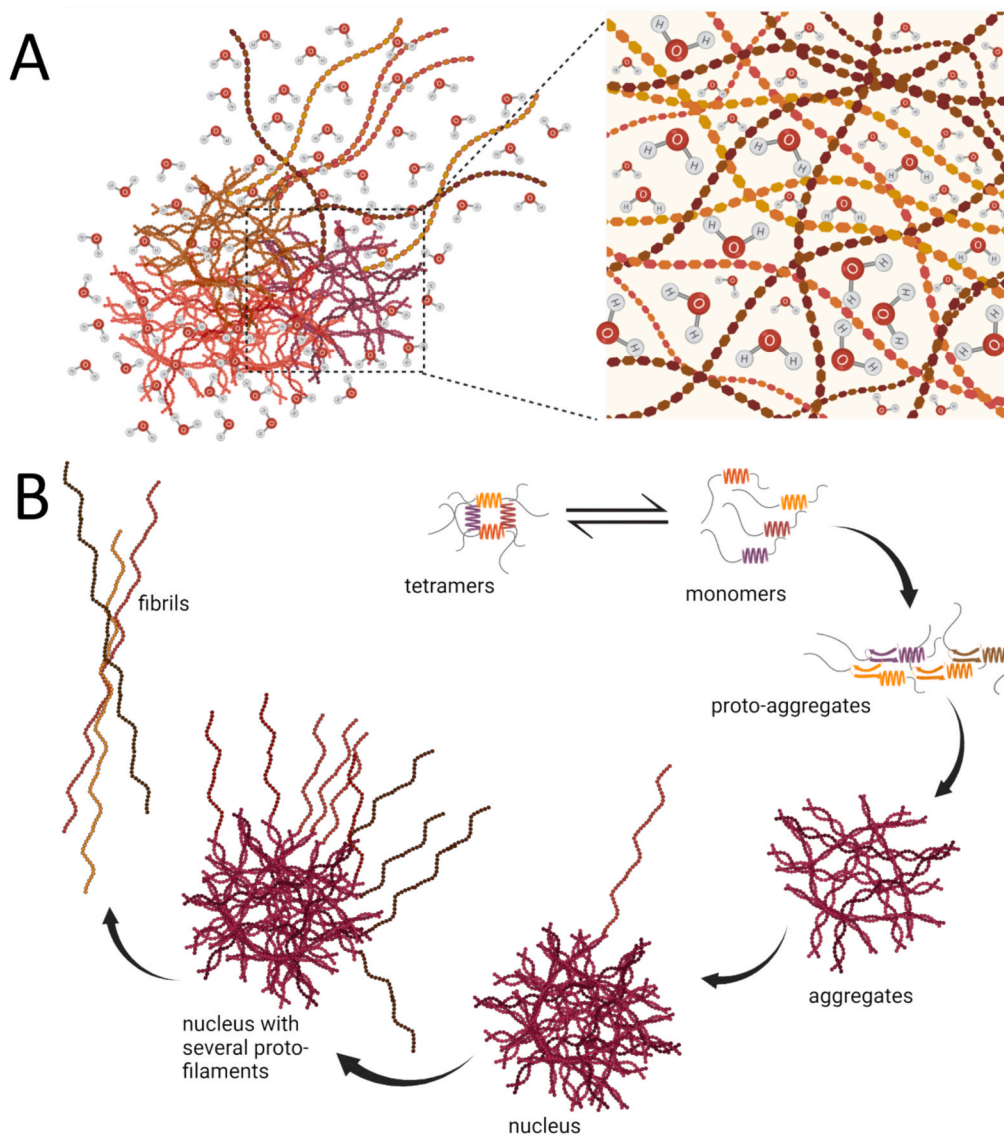 A
B
fibrils
tetramers
monomers
proto-aggregates
aggregates
nucleus
nucleus with
several proto-
filaments